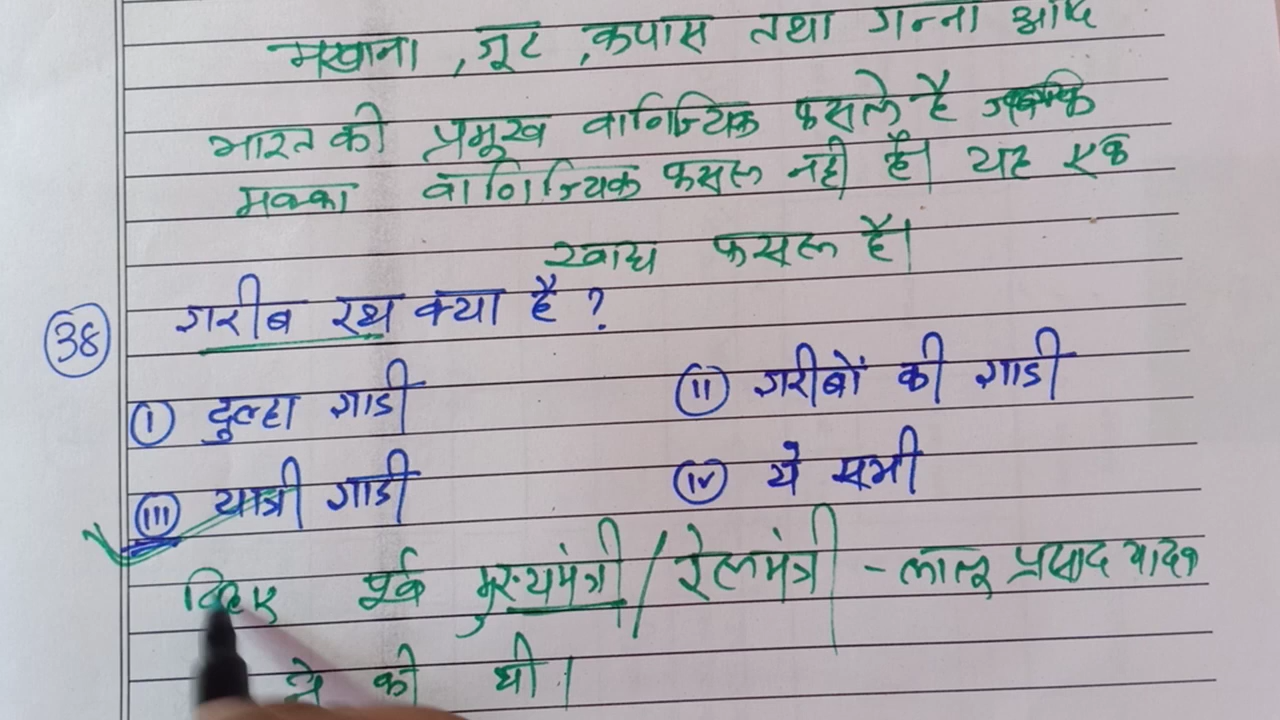 मखाना, जूट, कपास तथा गन्ना आदि
भारत की प्रमुख वाणिज्यिक फसले है जबकि
मक्का वाणिज्यिक फसल नही है। यह एक
खाद्य फसल है।
38 गरीब रथ क्या है ?
(I) दुल्हा गाडी (II) गरीबों की गाडी
(III) यात्री गाडी (IV) ये सभी
बिहार पूर्व मुख्यमंत्री / रेलमंत्री - लालू प्रसाद यादव
ने की थी।